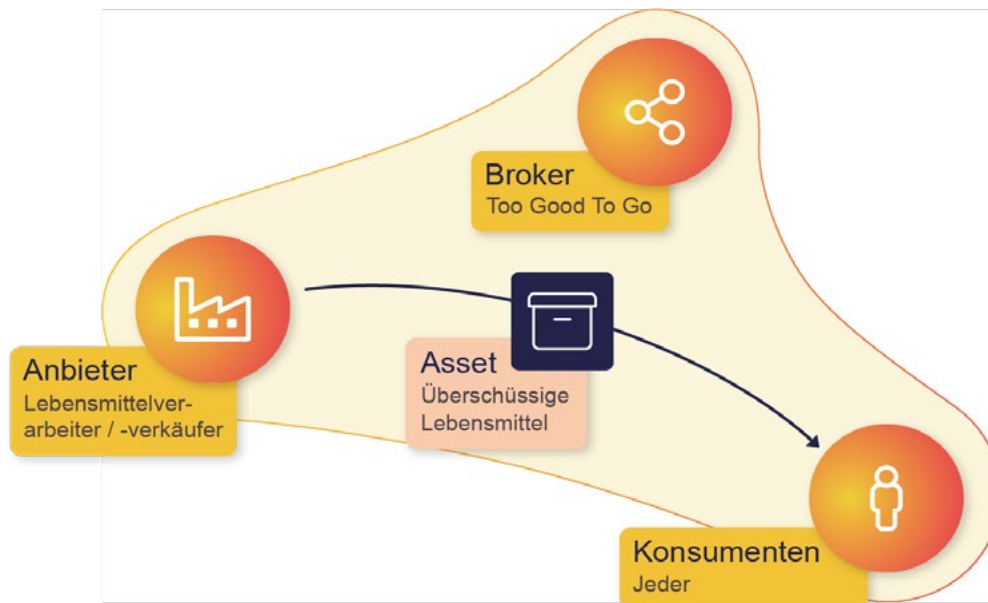 Broker
Too Good To Go
Anbieter
Lebensmittelver-
arbeiter / -verkäufer
Asset
Überschüssige
Lebensmittel
Konsumenten
Jeder